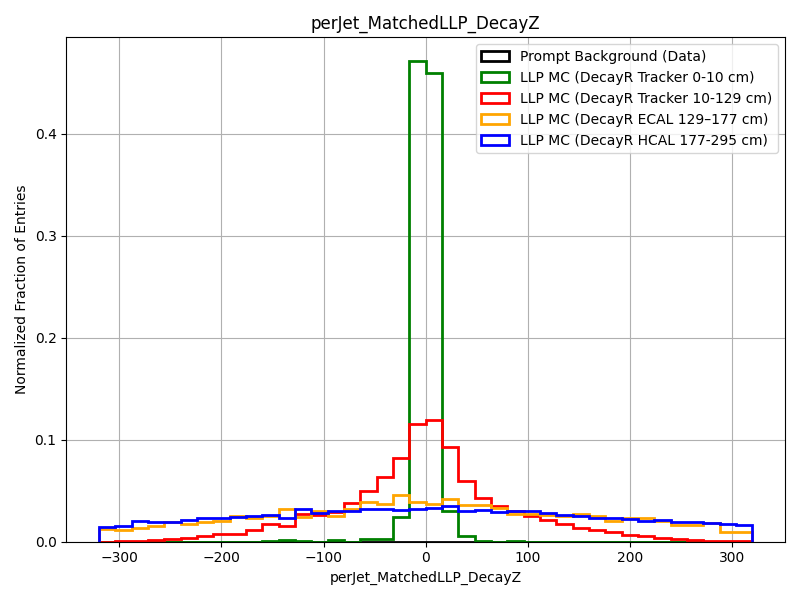 perJet_MatchedLLP_DecayZ
Prompt Background (Data)
LLP MC (DecayR Tracker 0-10 cm)
LLP MC (DecayR Tracker 10-129 cm)
LLP MC (DecayR ECAL 129–177 cm)
LLP MC (DecayR HCAL 177-295 cm)
Normalized Fraction of Entries
0.4
0.3
0.2
0.1
0.0
−300 −200 −100 0 100 200 300
perJet_MatchedLLP_DecayZ